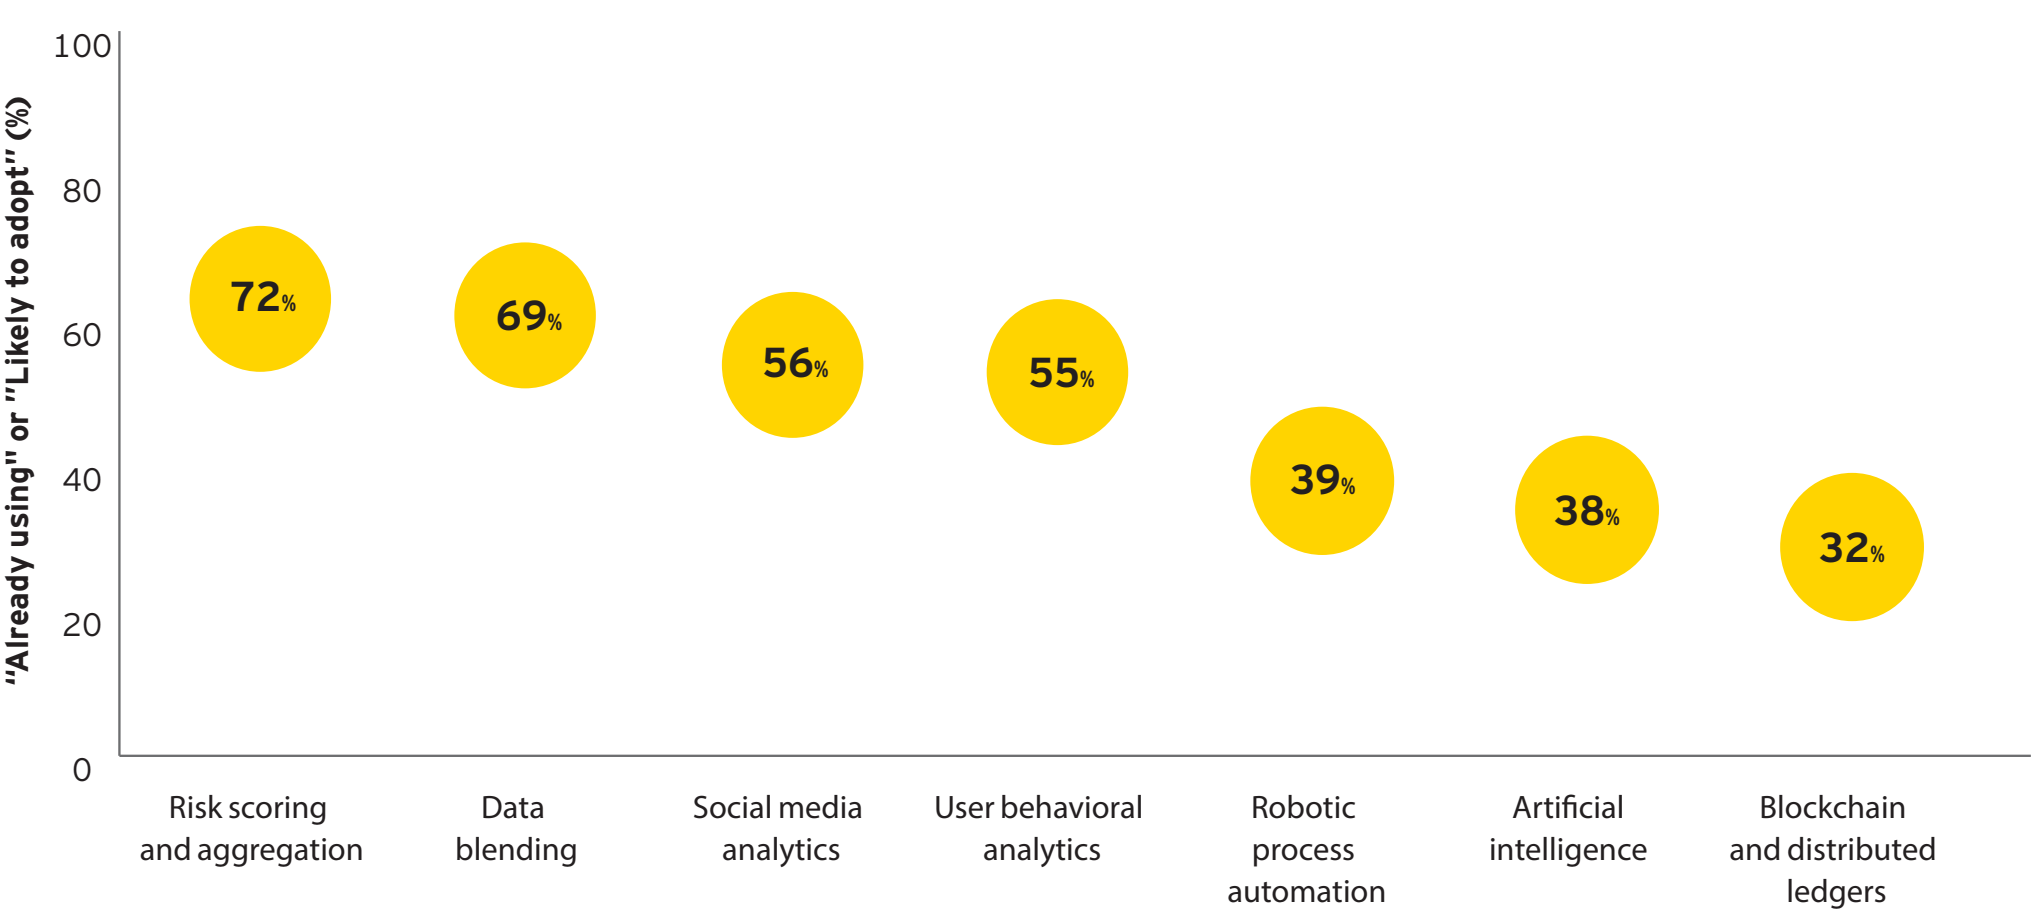 “Already using" or "Likely to adopt" (%)
100
80
60
40
20
0
72%
69%
56%
55%
39%
38%
32%
Risk scoring
and aggregation
Data
blending
Social media
analytics
User behavioral
analytics
Robotic
process
automation
Artificial
intelligence
Blockchain
and distributed
ledgers